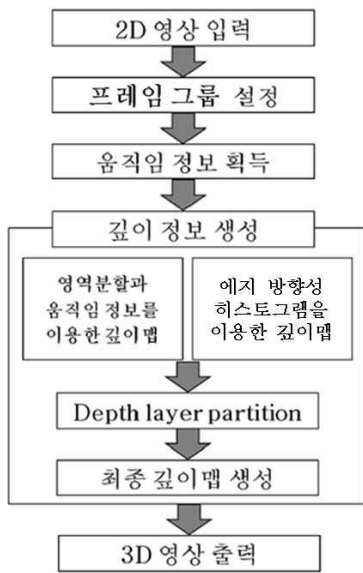 2D 영상 입력
프레임 그룹 설정
움직임 정보 획득
깊이 정보 생성
영역분할과
움직임 정보를
이용한 깊이맵
에지 방향성
히스토그램을
이용한 깊이맵
Depth layer partition
최종 깊이맵 생성
3D 영상 출력